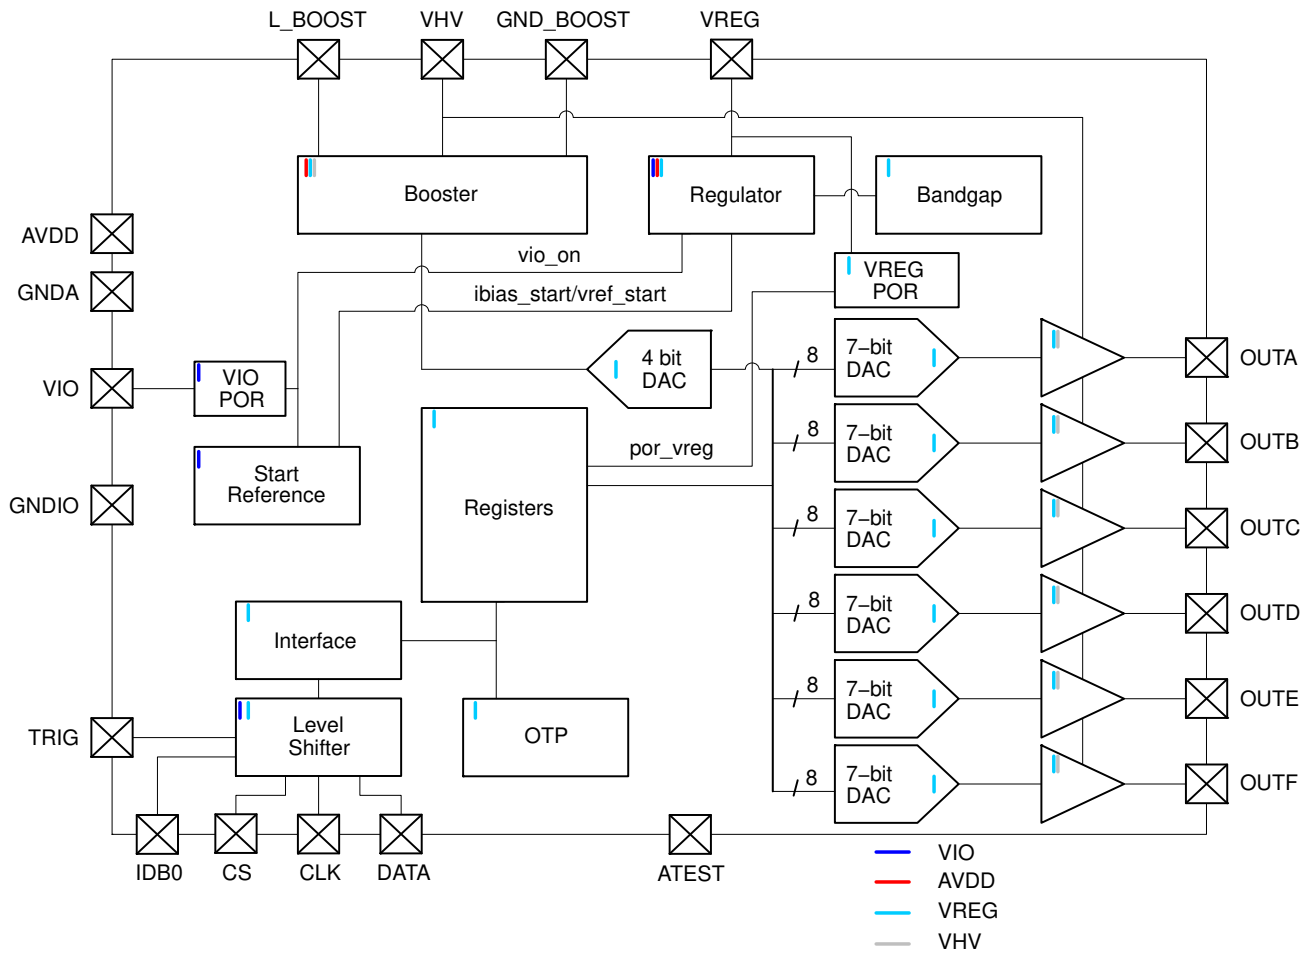 L_BOOST
VHV
GND_BOOST
VREG
Booster
Regulator
Bandgap
AVDD
vio_on
VREG
POR
GNDA
ibias_start/vref_start
4 bit
DAC
8
7-bit
DAC
OUTA
VIO
VIO
POR
8
7-bit
DAC
OUTB
por_vreg
Start
Reference
GNDIO
Registers
8
7-bit
DAC
OUTC
8
7-bit
DAC
OUTD
Interface
8
7-bit
DAC
OUTE
TRIG
Level
Shifter
OTP
8
7-bit
DAC
OUTF
IDB0
CS
CLK
DATA
ATEST
VIO
AVDD
VREG
VHV